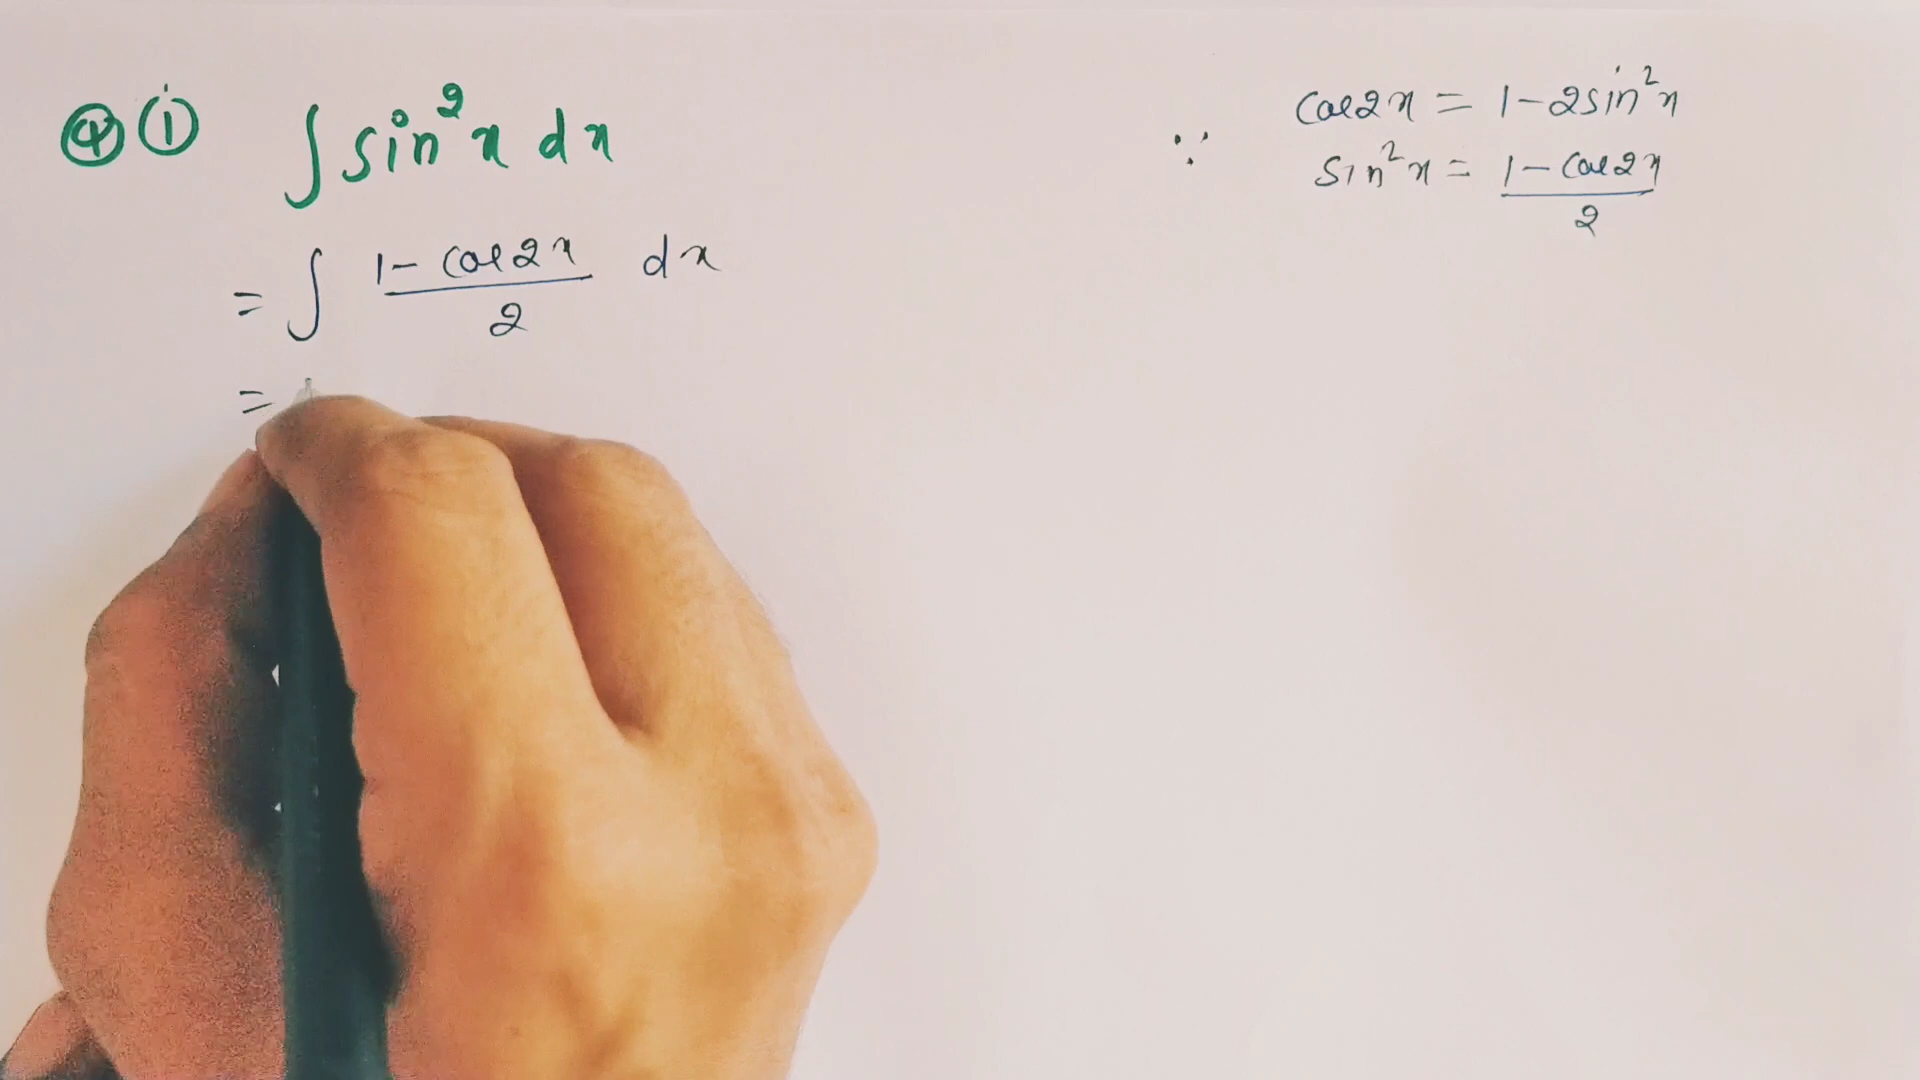 ④ (i) ∫ sin²x dx
= ∫ (1 - cos2x)/2 dx
=
∵ cos2x = 1 - 2sin²x
sin²x = (1 - cos2x)/2